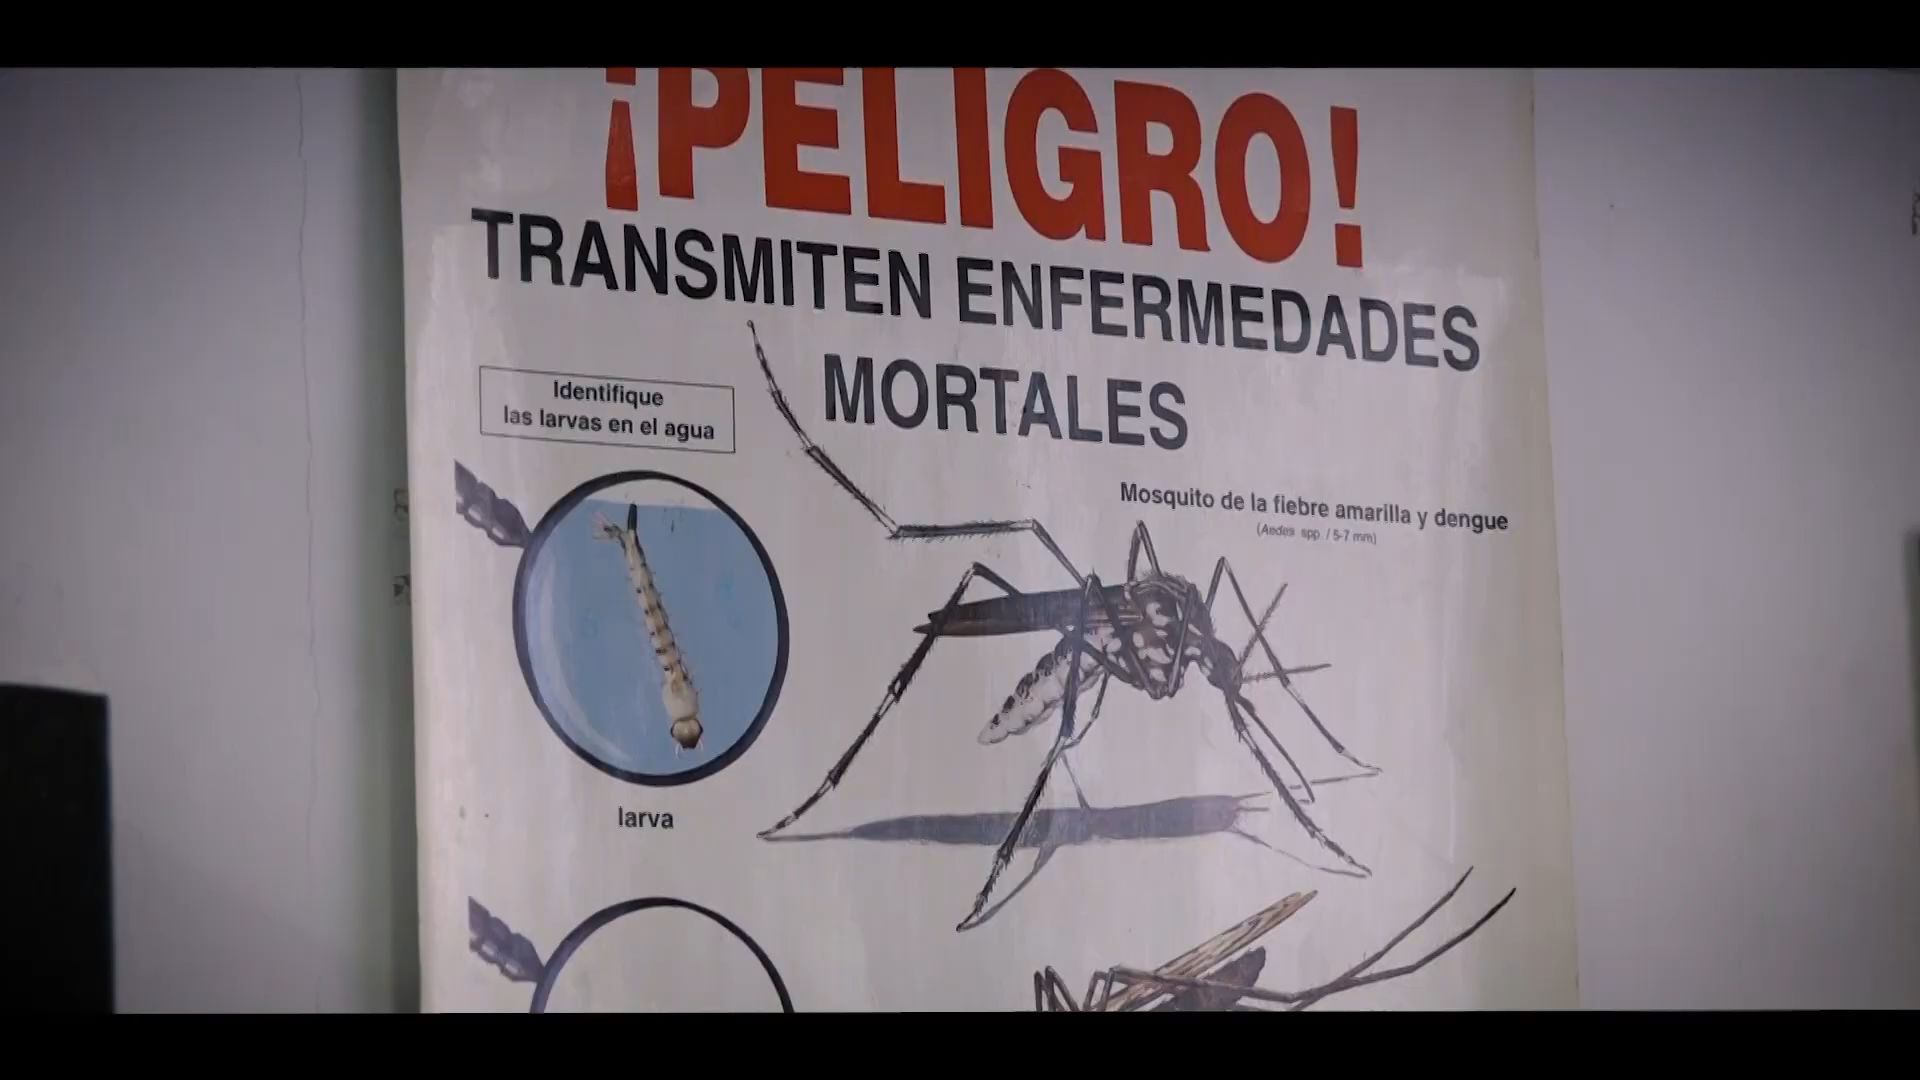 ¡PELIGRO!
TRANSMITEN ENFERMEDADES
MORTALES
Identifique
las larvas en el agua
Mosquito de la fiebre amarilla y dengue
(Aedes spp. / 5-7 mm)
larva